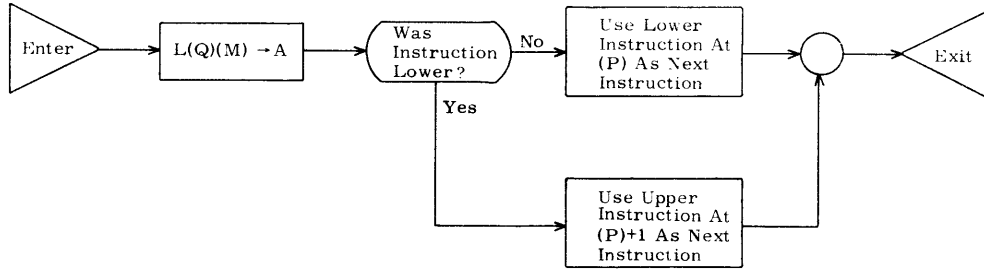 Enter
L(Q)(M) → A
Was
Instruction
Lower?
No
Yes
Use Lower
Instruction At
(P) As Next
Instruction
Exit
Use Upper
Instruction At
(P)+1 As Next
Instruction